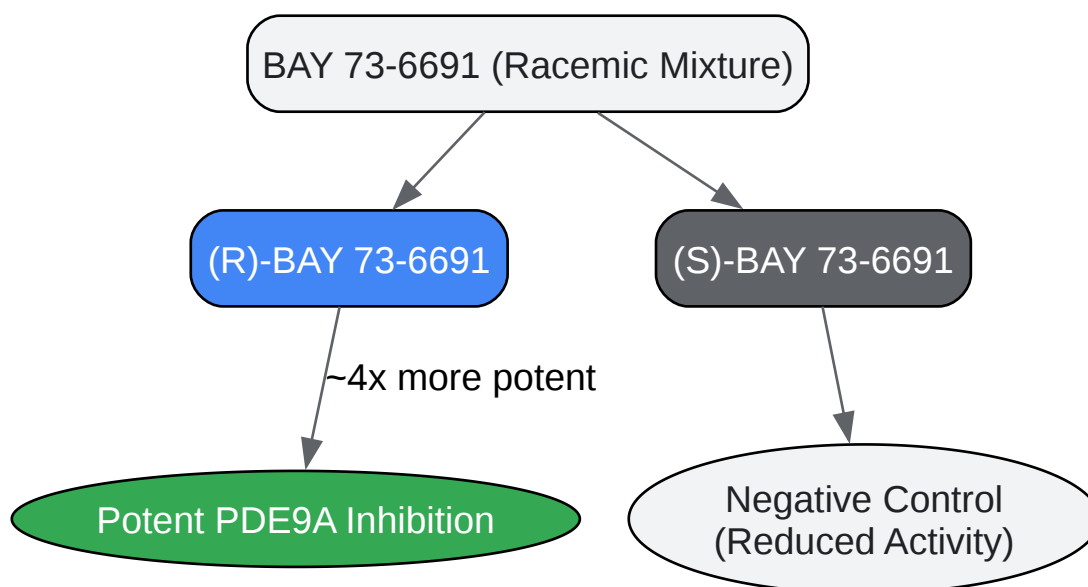 BAY 73-6691 (Racemic Mixture)
(R)-BAY 73-6691
(S)-BAY 73-6691
~4x more potent
Potent PDE9A Inhibition
Negative Control
(Reduced Activity)